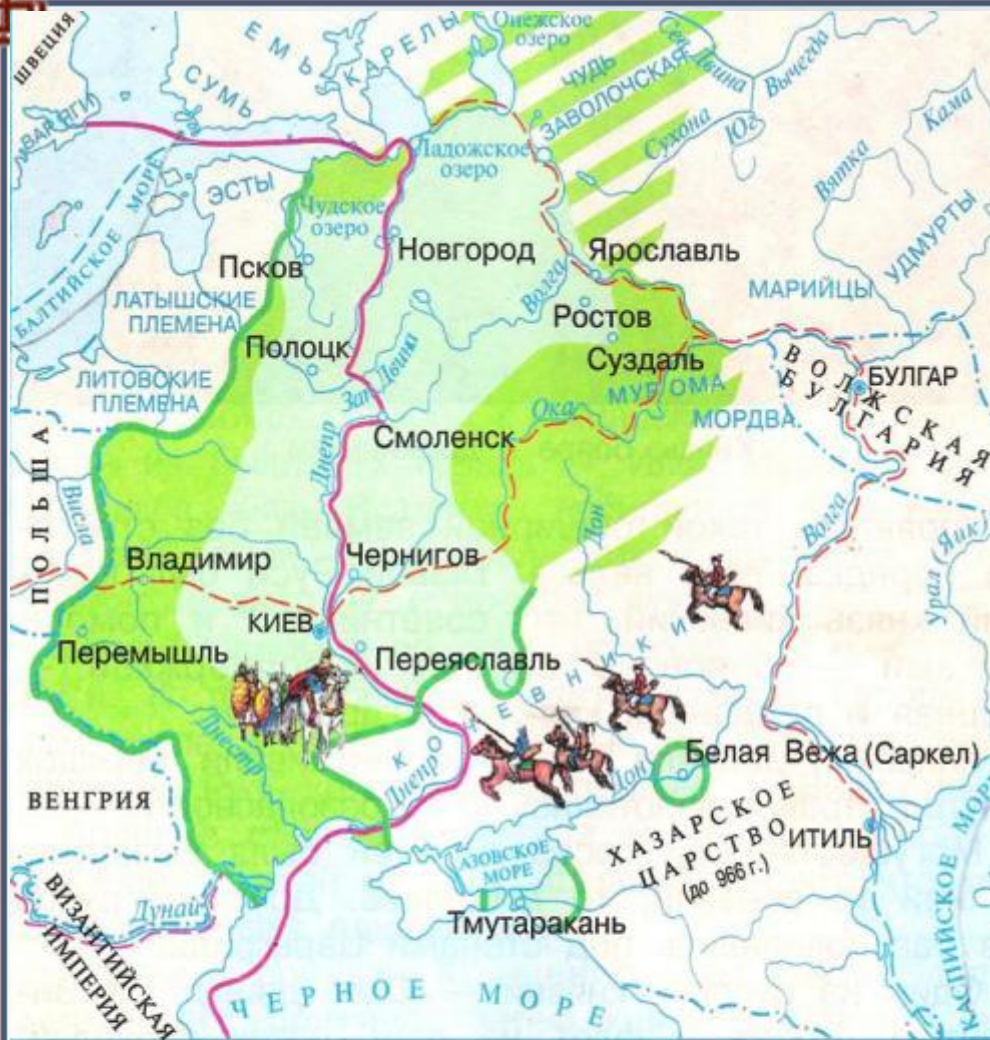 ШВЕЦИЯ
ЕМЬ
КАРЕЛЫ
Онежское
озеро
Сев. Двина
Вычегда
СУМЬ
ЧУДЬ
ЗАВОЛОЧСКАЯ
Сухона
Юг
Кама
ВАРЯГИ
Ладожское
озеро
Вятка
ЭСТЫ
БАЛТИЙСКОЕ МОРЕ
Чудское
озеро
Новгород
Ярославль
УДМУРТЫ
Псков
Волга
МАРИЙЦЫ
ЛАТЫШСКИЕ
ПЛЕМЕНА
Ростов
Полоцк
Зап. Двина
Суздаль
ВОЛЖСКАЯ
БУЛГАРИЯ
БУЛГАР
ЛИТОВСКИЕ
ПЛЕМЕНА
МУРОМА
Ока
МОРДВА
ПОЛЬША
Смоленск
Днепр
Висла
Дон
Волга
Урал (Яик)
Владимир
Чернигов
КИЕВ
Перемышль
Переяславль
КОЧЕВНИКИ
Днестр
Днепр
Дон
Белая Вежа (Саркел)
ВЕНГРИЯ
ХАЗАРСКОЕ
ЦАРСТВО
(до 966 г.)
ИТИЛЬ
АЗОВСКОЕ
МОРЕ
ВИЗАНТИЙСКАЯ
ИМПЕРИЯ
Дунай
Тмутаракань
ЧЕРНОЕ МОРЕ
КАСПИЙСКОЕ МОРЕ